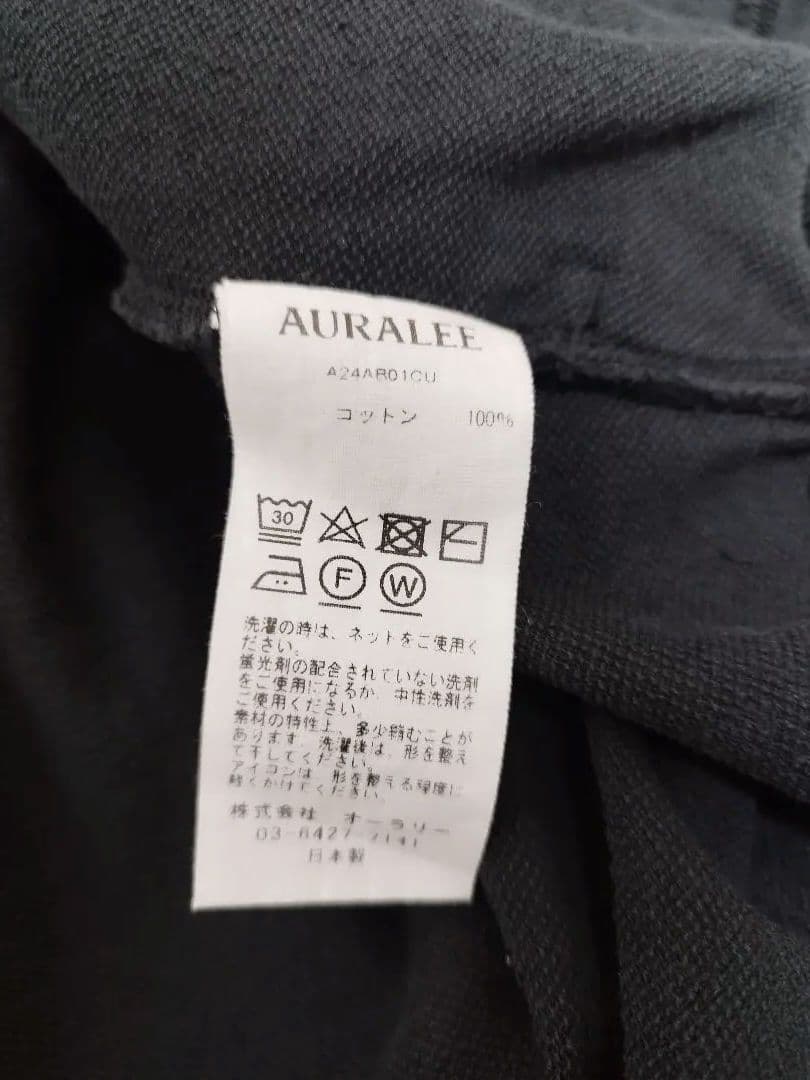 AURALEE
A24AB01CU
コットン 100%
30
F W
洗濯の時は、ネットをご使用く
ださい。
蛍光剤の配合されていない洗剤
をご使用になるか、中性洗剤を
ご使用ください。
素材の特性上、多少縮むことが
あります。洗濯後は、形を整え
て干してください。
アイロンは、形を整える程度に
軽くかけてください。
株式会社 オーラリー
03-6427-7141
日本製